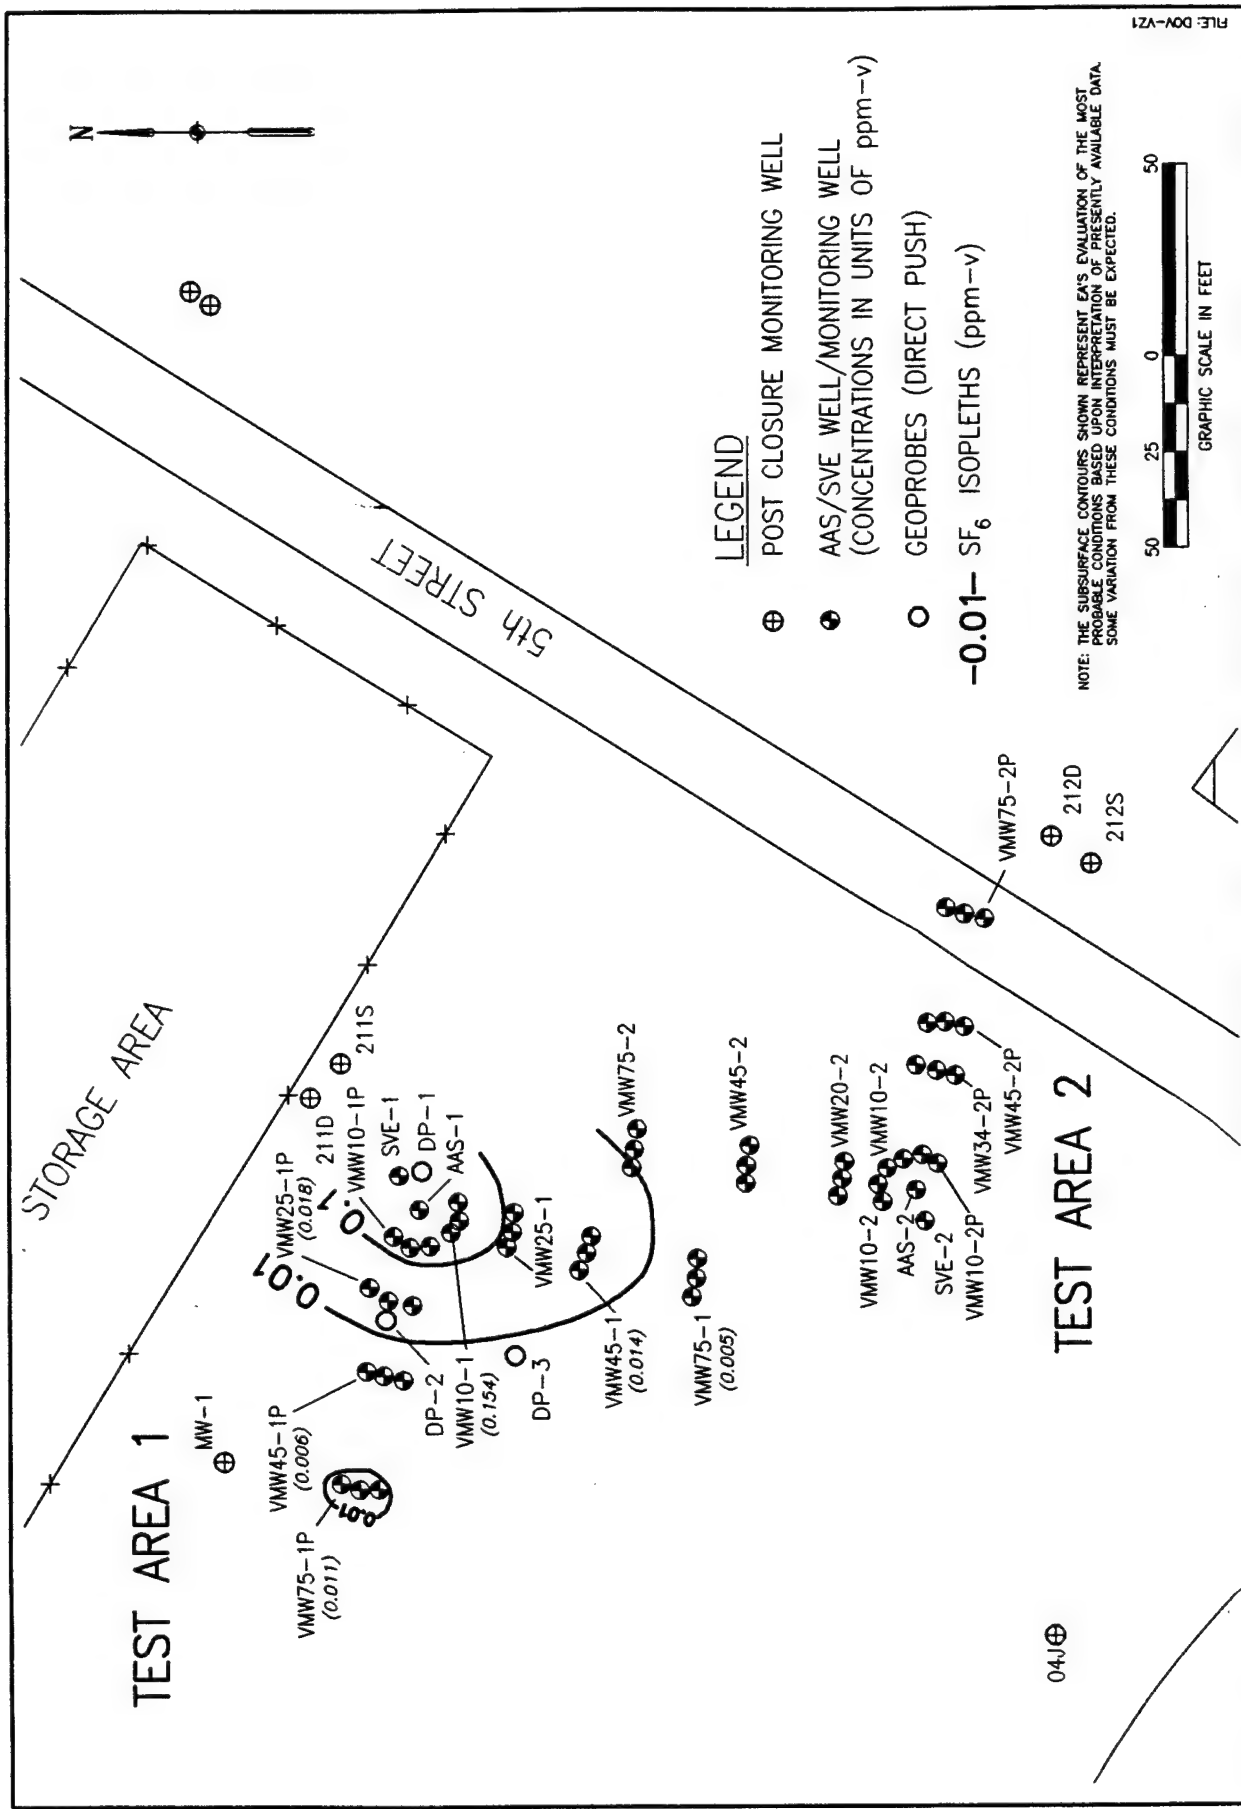 TEST AREA 1
STORAGE AREA
N
MW-1
VMW75-1P
(0.011)
0.01
VMW45-1P
(0.006)
0.01
VMW25-1P
(0.018)
0.1
211D
211S
VMW10-1P
SVE-1
DP-1
AAS-1
DP-2
VMW10-1
(0.154)
DP-3
VMW25-1
VMW45-1
(0.014)
VMW75-2
VMW75-1
(0.005)
VMW45-2
VMW20-2
VMW10-2
VMW10-2
AAS-2
SVE-2
VMW10-2P
VMW34-2P
VMW45-2P
VMW75-2P
212D
212S
TEST AREA 2
04J
5th STREET
LEGEND
POST CLOSURE MONITORING WELL
AAS/SVE WELL/MONITORING WELL
(CONCENTRATIONS IN UNITS OF ppm-v)
GEOPROBES (DIRECT PUSH)
-0.01- SF6 ISOPLETHS (ppm-v)
NOTE: THE SUBSURFACE CONTOURS SHOWN REPRESENT EA'S EVALUATION OF THE MOST
PROBABLE CONDITIONS BASED UPON INTERPRETATION OF PRESENTLY AVAILABLE DATA.
SOME VARIATION FROM THESE CONDITIONS MUST BE EXPECTED.
50 25 0 50
GRAPHIC SCALE IN FEET
FILE: DOV-VZ1